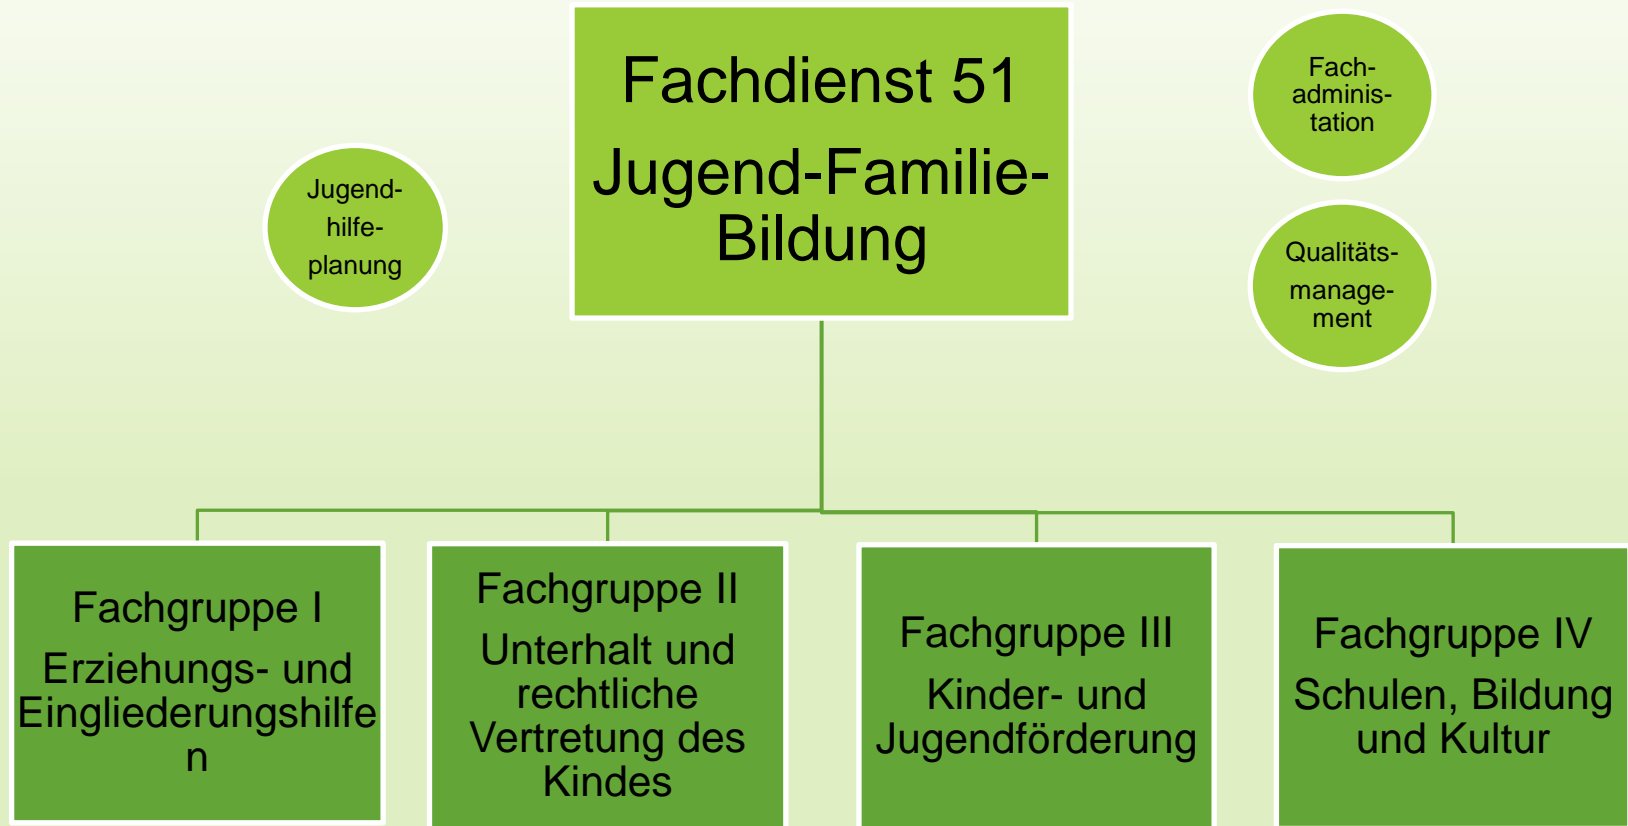 Fachdienst 51
Jugend-Familie-
Bildung
Jugend-
hilfe-
planung
Fach-
adminis-
tation
Qualitäts-
manage-
ment
Fachgruppe I
Erziehungs- und
Eingliederungshilfe
n
Fachgruppe II
Unterhalt und
rechtliche
Vertretung des
Kindes
Fachgruppe III
Kinder- und
Jugendförderung
Fachgruppe IV
Schulen, Bildung
und Kultur